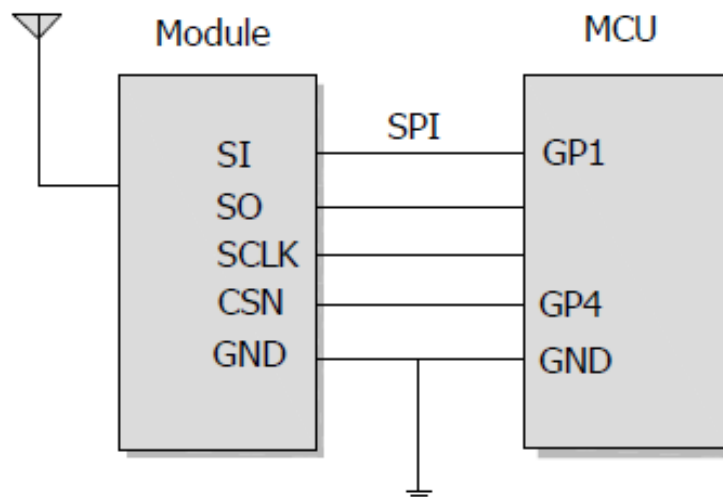 Module
MCU
SPI
SI
GP1
SO
SCLK
CSN
GP4
GND
GND